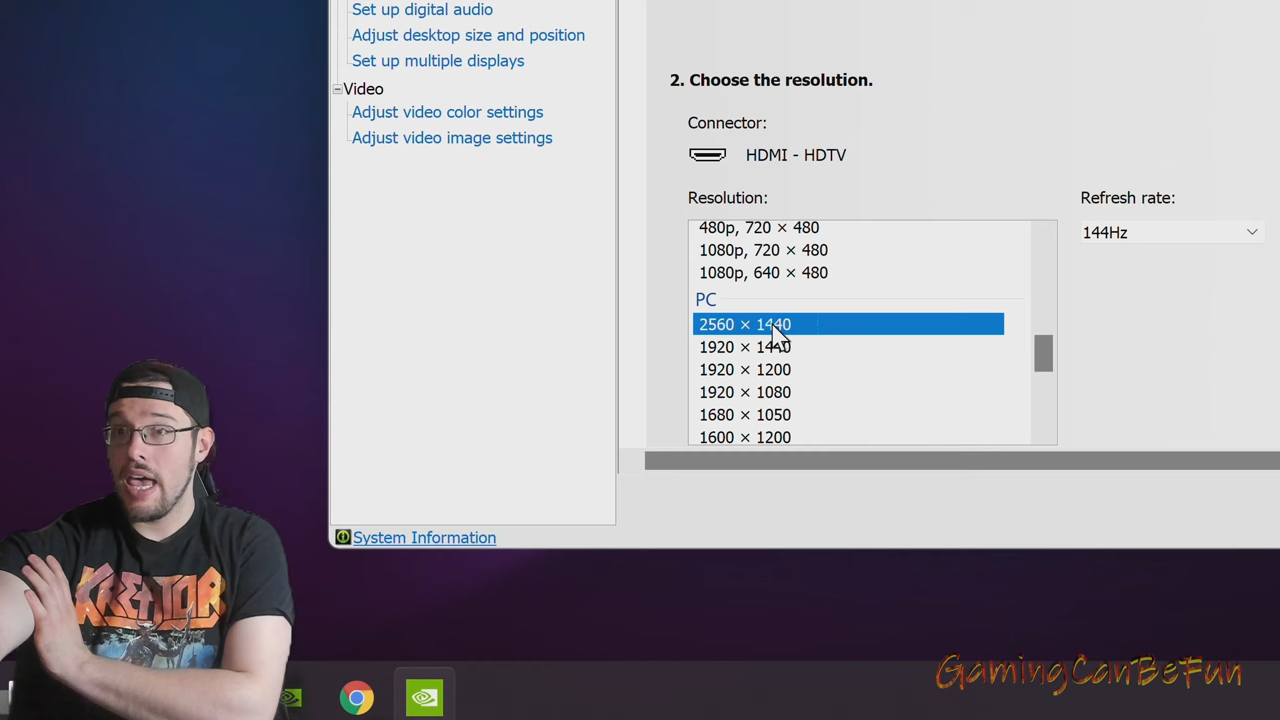 Set up digital audio
Adjust desktop size and position
Set up multiple displays
Video
Adjust video color settings
Adjust video image settings
System Information
2. Choose the resolution.
Connector:
HDMI - HDTV
Resolution:
480p, 720 × 480
1080p, 720 × 480
1080p, 640 × 480
PC
2560 × 1440
1920 × 1440
1920 × 1200
1920 × 1080
1680 × 1050
1600 × 1200
Refresh rate:
144Hz
KREATOR
GamingCanBeFun